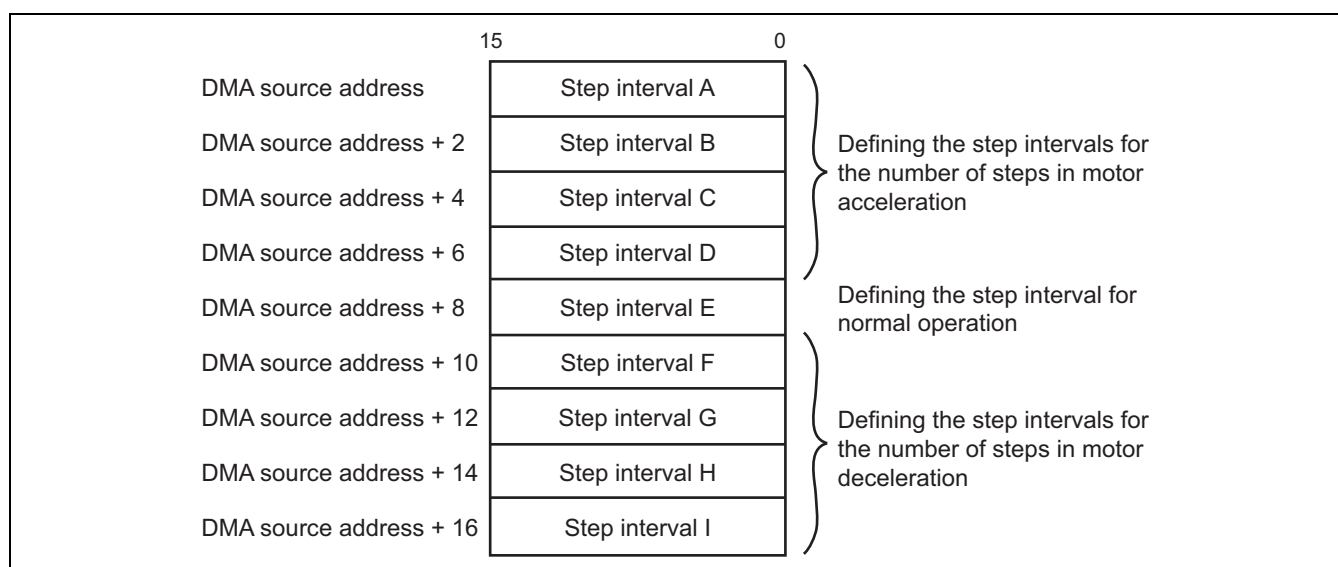 15 0
DMA source address Step interval A
DMA source address + 2 Step interval B
DMA source address + 4 Step interval C
DMA source address + 6 Step interval D
Defining the step intervals for
the number of steps in motor
acceleration
DMA source address + 8 Step interval E
Defining the step interval for
normal operation
DMA source address + 10 Step interval F
DMA source address + 12 Step interval G
DMA source address + 14 Step interval H
DMA source address + 16 Step interval I
Defining the step intervals for
the number of steps in motor
deceleration